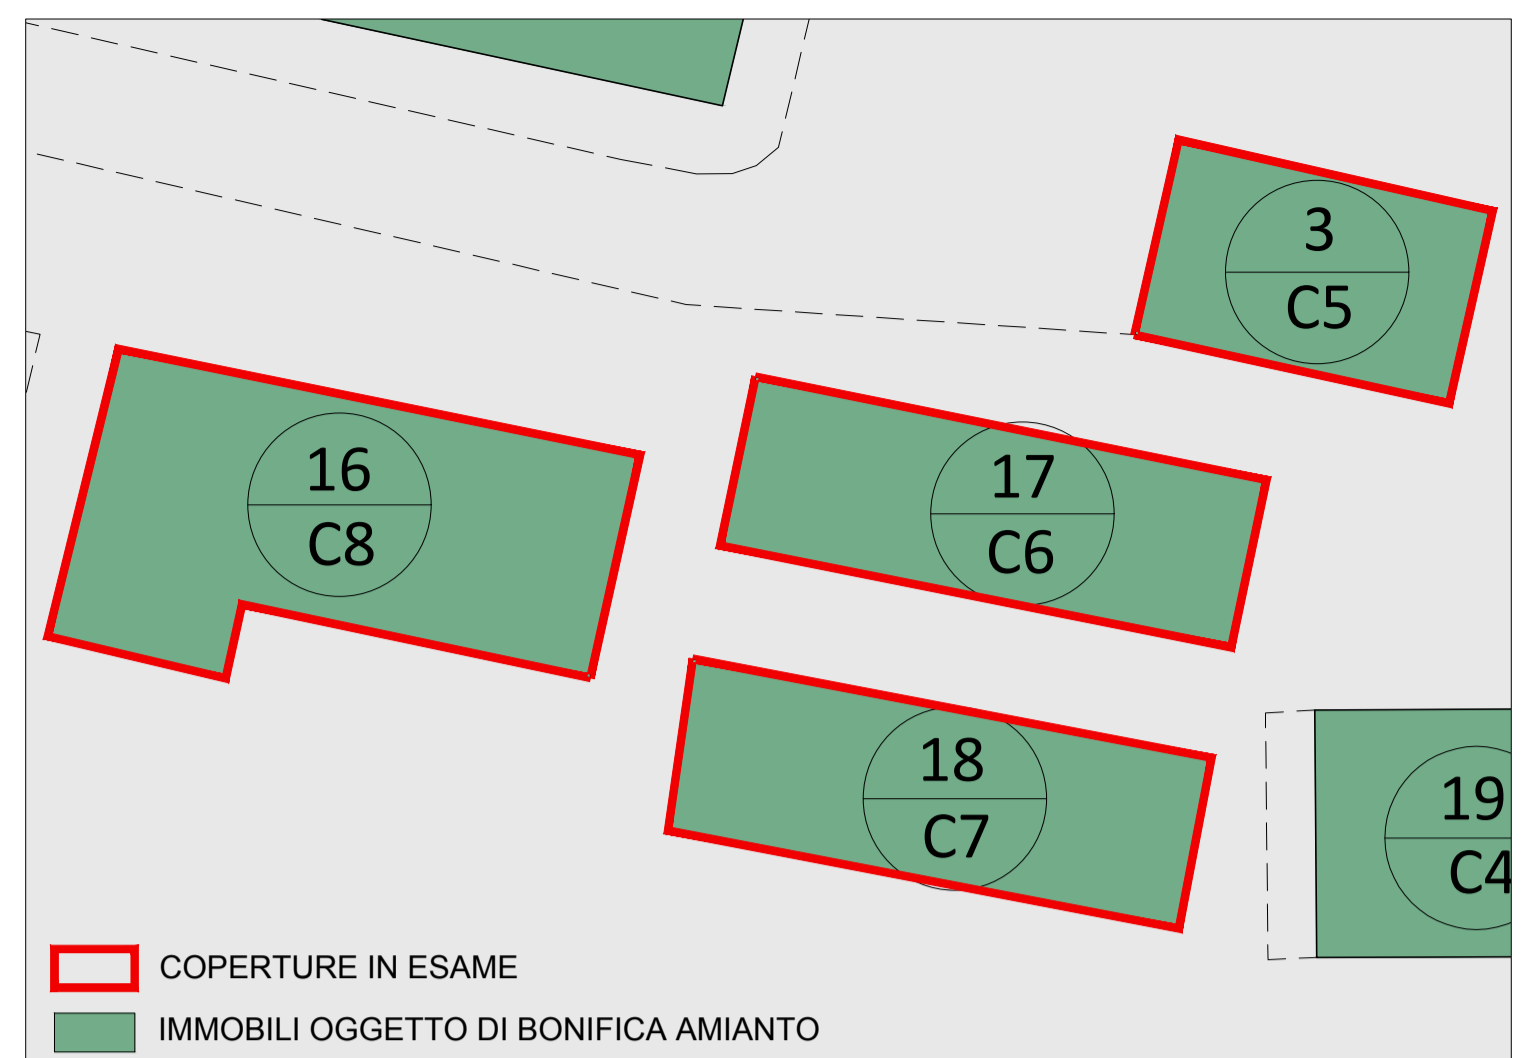 3
C5
16
C8
17
C6
18
C7
19
C4
COPERTURE IN ESAME
IMMOBILI OGGETTO DI BONIFICA AMIANTO